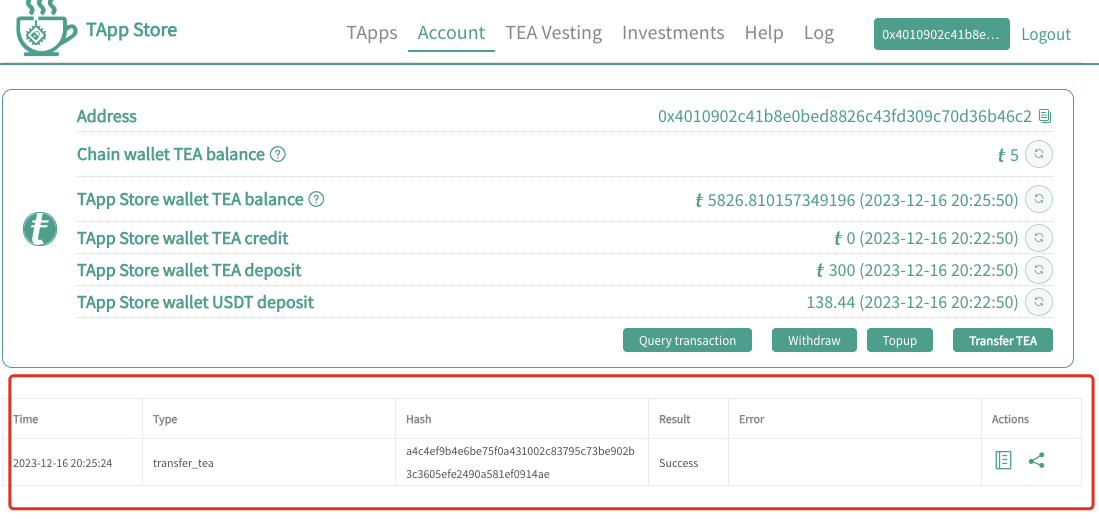 TApp Store
TApps Account TEA Vesting Investments Help Log 0x4010902c41b8e... Logout
Address 0x4010902c41b8e0bed8826c43fd309c70d36b46c2
Chain wallet TEA balance ? ŧ 5
TApp Store wallet TEA balance ? ŧ 5826.810157349196 (2023-12-16 20:25:50)
TApp Store wallet TEA credit ŧ 0 (2023-12-16 20:22:50)
TApp Store wallet TEA deposit ŧ 300 (2023-12-16 20:22:50)
TApp Store wallet USDT deposit 138.44 (2023-12-16 20:22:50)
Query transaction Withdraw Topup Transfer TEA
Time Type Hash Result Error Actions
2023-12-16 20:25:24 transfer_tea a4c4ef9b4e6be75f0a431002c83795c73be902b Success
3c3605efe2490a581ef0914ae